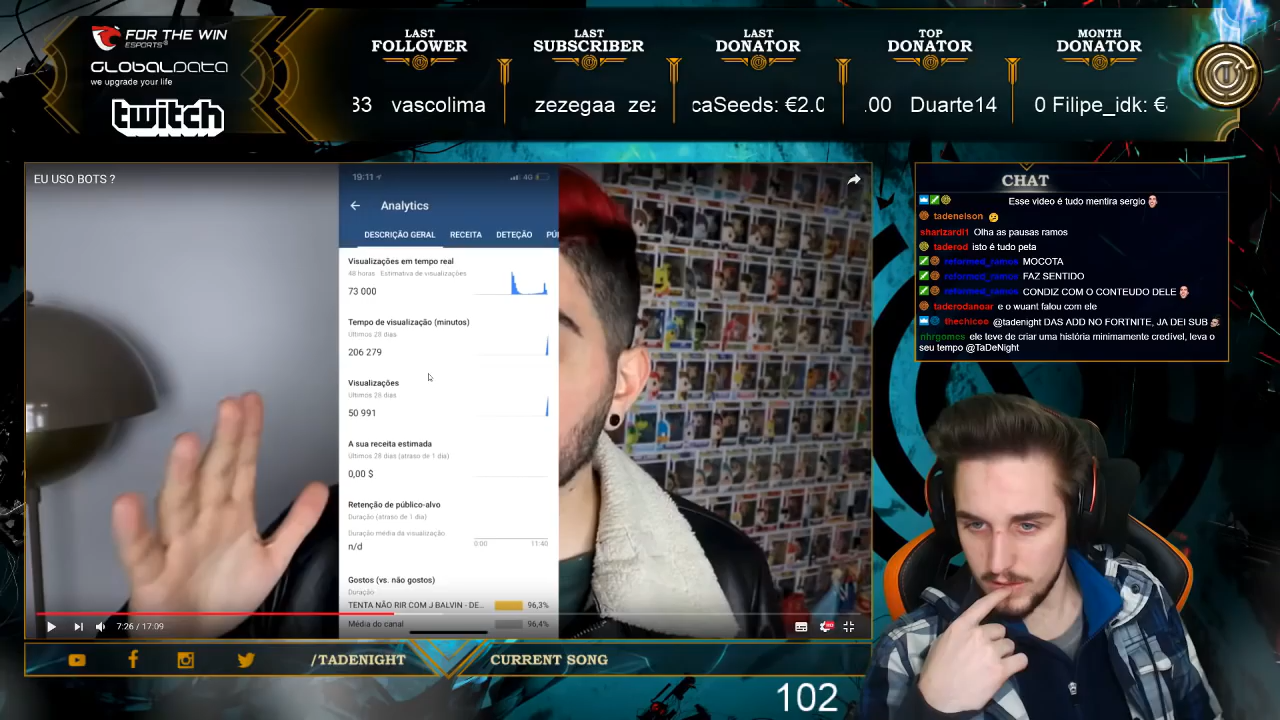 FOR THE WIN
ESPORTS
GLOBALDATA
we upgrade your life
twitch
LAST
FOLLOWER
33 vascolima
LAST
SUBSCRIBER
zezegaa zez
LAST
DONATOR
caSeeds: €2.0
TOP
DONATOR
.00 Duarte14
MONTH
DONATOR
0 Filipe_idk: €
EU USO BOTS ?
19:11
4G
Analytics
DESCRIÇÃO GERAL RECEITA DETEÇÃO PÚ
Visualizações em tempo real
48 horas . Estimativa de visualizações
73 000
Tempo de visualização (minutos)
Últimos 28 dias
206 279
Visualizações
Últimos 28 dias
50 991
A sua receita estimada
Últimos 28 dias (atraso de 1 dia)
0,00 $
Retenção de público-alvo
Duração (atraso de 1 dia)
Duração média da visualização
n/d
0:00 11:40
Gostos (vs. não gostos)
Duração
TENTA NÃO RIR COM J BALVIN - DE... 96,3%
Média do canal 96,4%
7:26 / 17:09
CHAT
Esse video é tudo mentira sergio
tadenelson
sharizardi1 Olha as pausas ramos
taderod isto é tudo peta
reformed_ramos MOCOTA
reformed_ramos FAZ SENTIDO
reformed_ramos CONDIZ COM O CONTEUDO DELE
taderodanoar e o wuant falou com ele
thechicoo @tadenight DAS ADD NO FORTNITE, JA DEI SUB
nhrgomes ele teve de criar uma história minimamente credível, leva o
seu tempo @TaDeNight
/TADENIGHT
CURRENT SONG
102